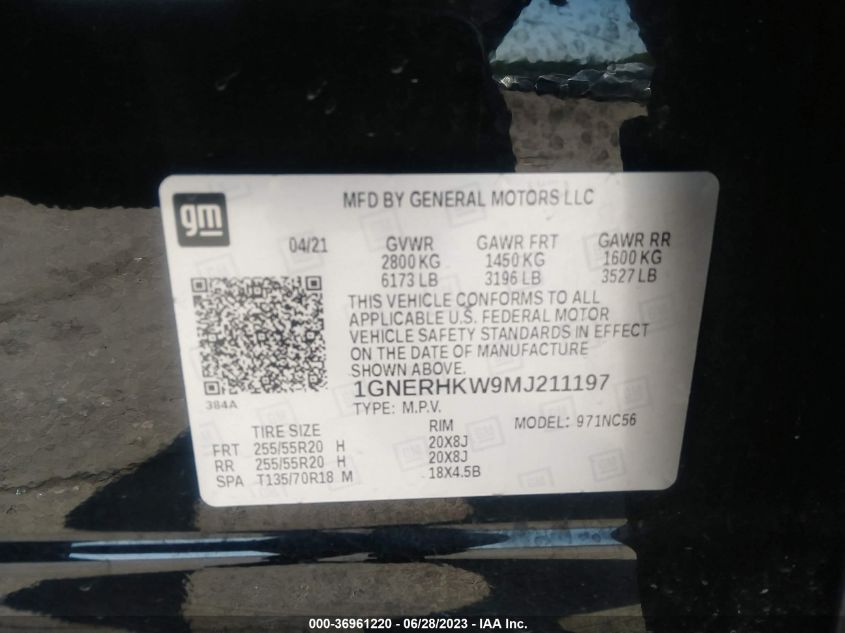 gm
MFD BY GENERAL MOTORS LLC
04/21 GVWR GAWR FRT GAWR RR
2800 KG 1450 KG 1600 KG
6173 LB 3196 LB 3527 LB
THIS VEHICLE CONFORMS TO ALL
APPLICABLE U.S. FEDERAL MOTOR
VEHICLE SAFETY STANDARDS IN EFFECT
ON THE DATE OF MANUFACTURE
SHOWN ABOVE.
384A
1GNERHKW9MJ211197
TYPE: M.P.V.
MODEL: 971NC56
TIRE SIZE RIM
FRT 255/55R20 H 20X8J
RR 255/55R20 H 20X8J
SPA T135/70R18 M 18X4.5B
000-36961220 - 06/28/2023 - IAA Inc.